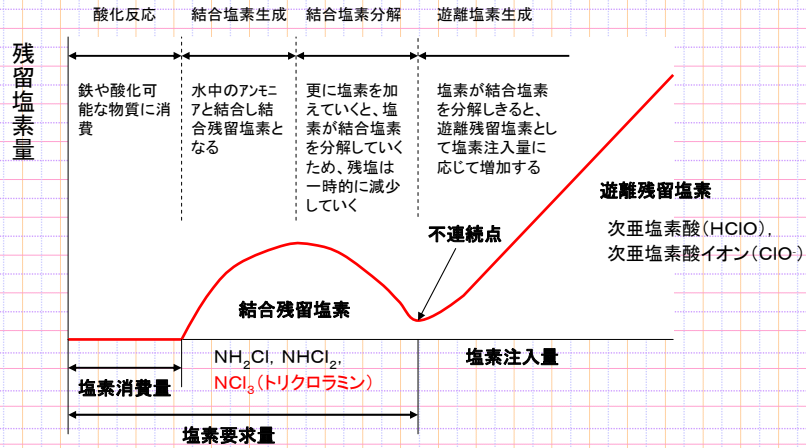 酸化反応
結合塩素生成
結合塩素分解
遊離塩素生成
残留塩素量
鉄や酸化可
能な物質に消
費
水中のアンモニ
アと結合し結
合残留塩素と
なる
更に塩素を加
えていくと、塩
素が結合塩素
を分解していく
ため、残塩は
一時的に減少
していく
塩素が結合塩素
を分解しきると、
遊離残留塩素とし
て塩素注入量に
応じて増加する
遊離残留塩素
次亜塩素酸(HClO),
次亜塩素酸イオン(ClO-)
不連続点
結合残留塩素
NH2Cl, NHCl2,
NCl3(トリクロラミン)
塩素注入量
塩素消費量
塩素要求量